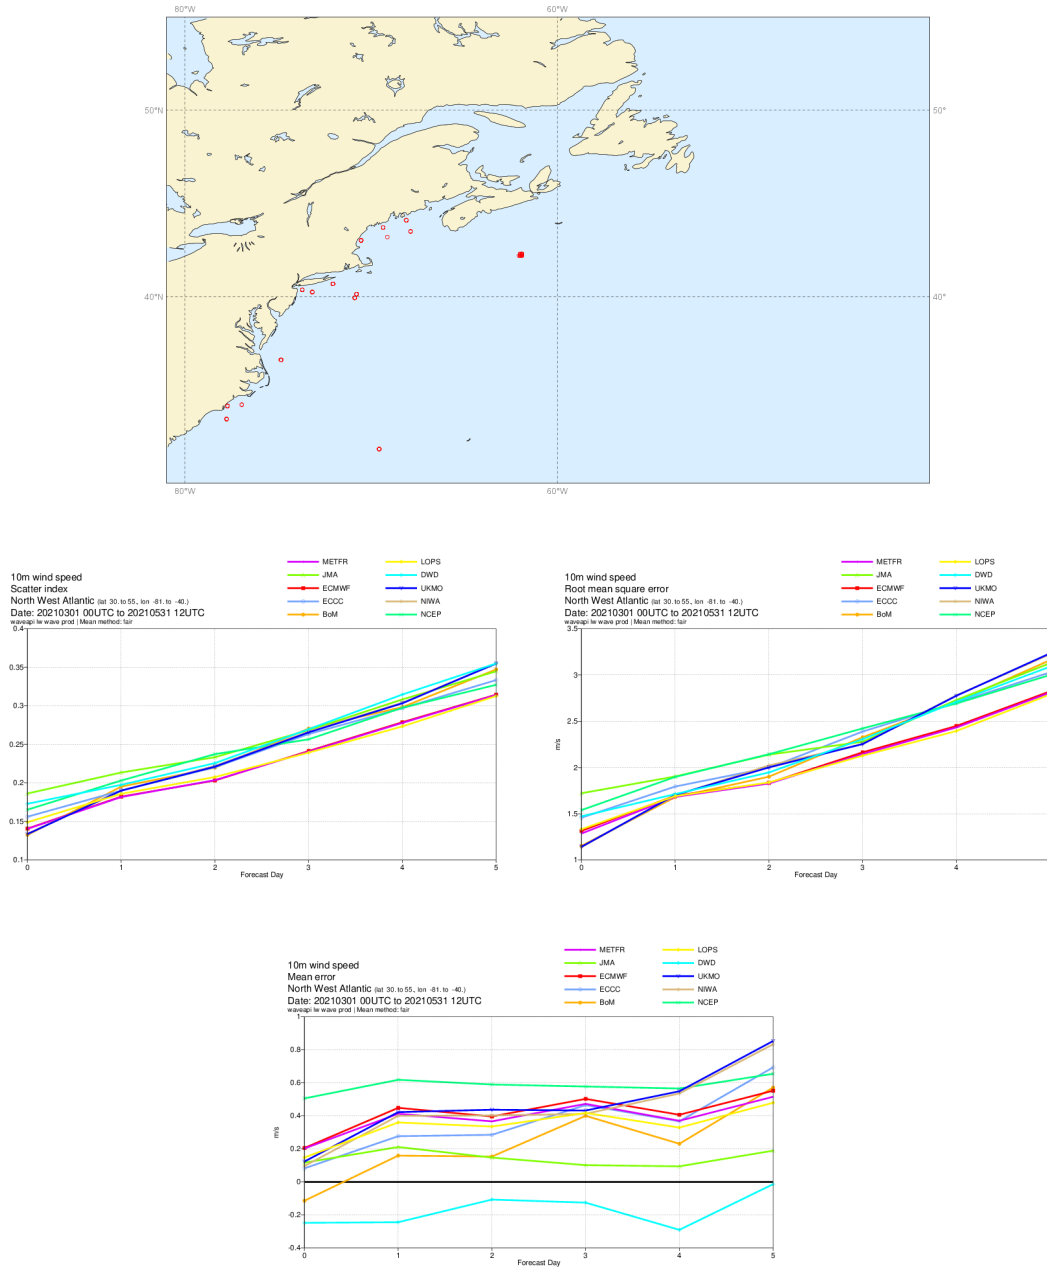 80°W 60°W
50°N 50°
40°N 40°
80°W 60°W
10m wind speed
Scatter index
North West Atlantic (lat 30. to 55., lon -81. to -40.)
Date: 20210301 00UTC to 20210531 12UTC
waveapi lw wave prod | Mean method: fair
METFR LOPS
JMA DWD
ECMWF UKMO
ECCC NIWA
BoM NCEP
0.4
0.35
0.3
0.25
0.2
0.15
0.1
0 1 2 3 4 5
Forecast Day
10m wind speed
Root mean square error
North West Atlantic (lat 30. to 55., lon -81. to -40.)
Date: 20210301 00UTC to 20210531 12UTC
waveapi lw wave prod | Mean method: fair
METFR LOPS
JMA DWD
ECMWF UKMO
ECCC NIWA
BoM NCEP
3.5
3
2.5
m/s
2
1.5
1
0 1 2 3 4
Forecast Day
10m wind speed
Mean error
North West Atlantic (lat 30. to 55., lon -81. to -40.)
Date: 20210301 00UTC to 20210531 12UTC
waveapi lw wave prod | Mean method: fair
METFR LOPS
JMA DWD
ECMWF UKMO
ECCC NIWA
BoM NCEP
1
0.8
0.6
0.4
m/s
0.2
0
-0.2
-0.4
0 1 2 3 4 5
Forecast Day